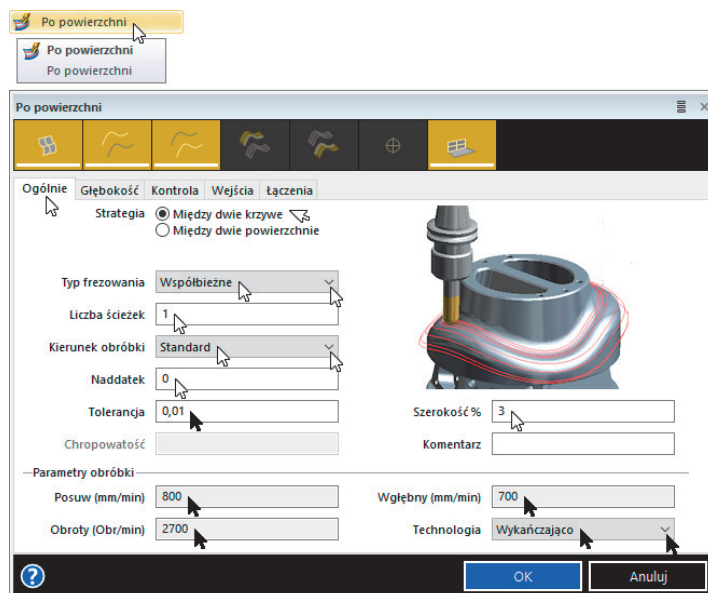 Po powierzchni
Po powierzchni
Po powierzchni
Po powierzchni
Ogólnie Głębokość Kontrola Wejścia Łączenia
Strategia Między dwie krzywe
Między dwie powierzchnie
Typ frezowania Współbieżne
Liczba ścieżek 1
Kierunek obróbki Standard
Naddatek 0
Tolerancja 0,01 Szerokość % 3
Chropowatość Komentarz
Parametry obróbki
Posuw (mm/min) 800 Wgłębny (mm/min) 700
Obroty (Obr/min) 2700 Technologia Wykańczająco
? OK Anuluj